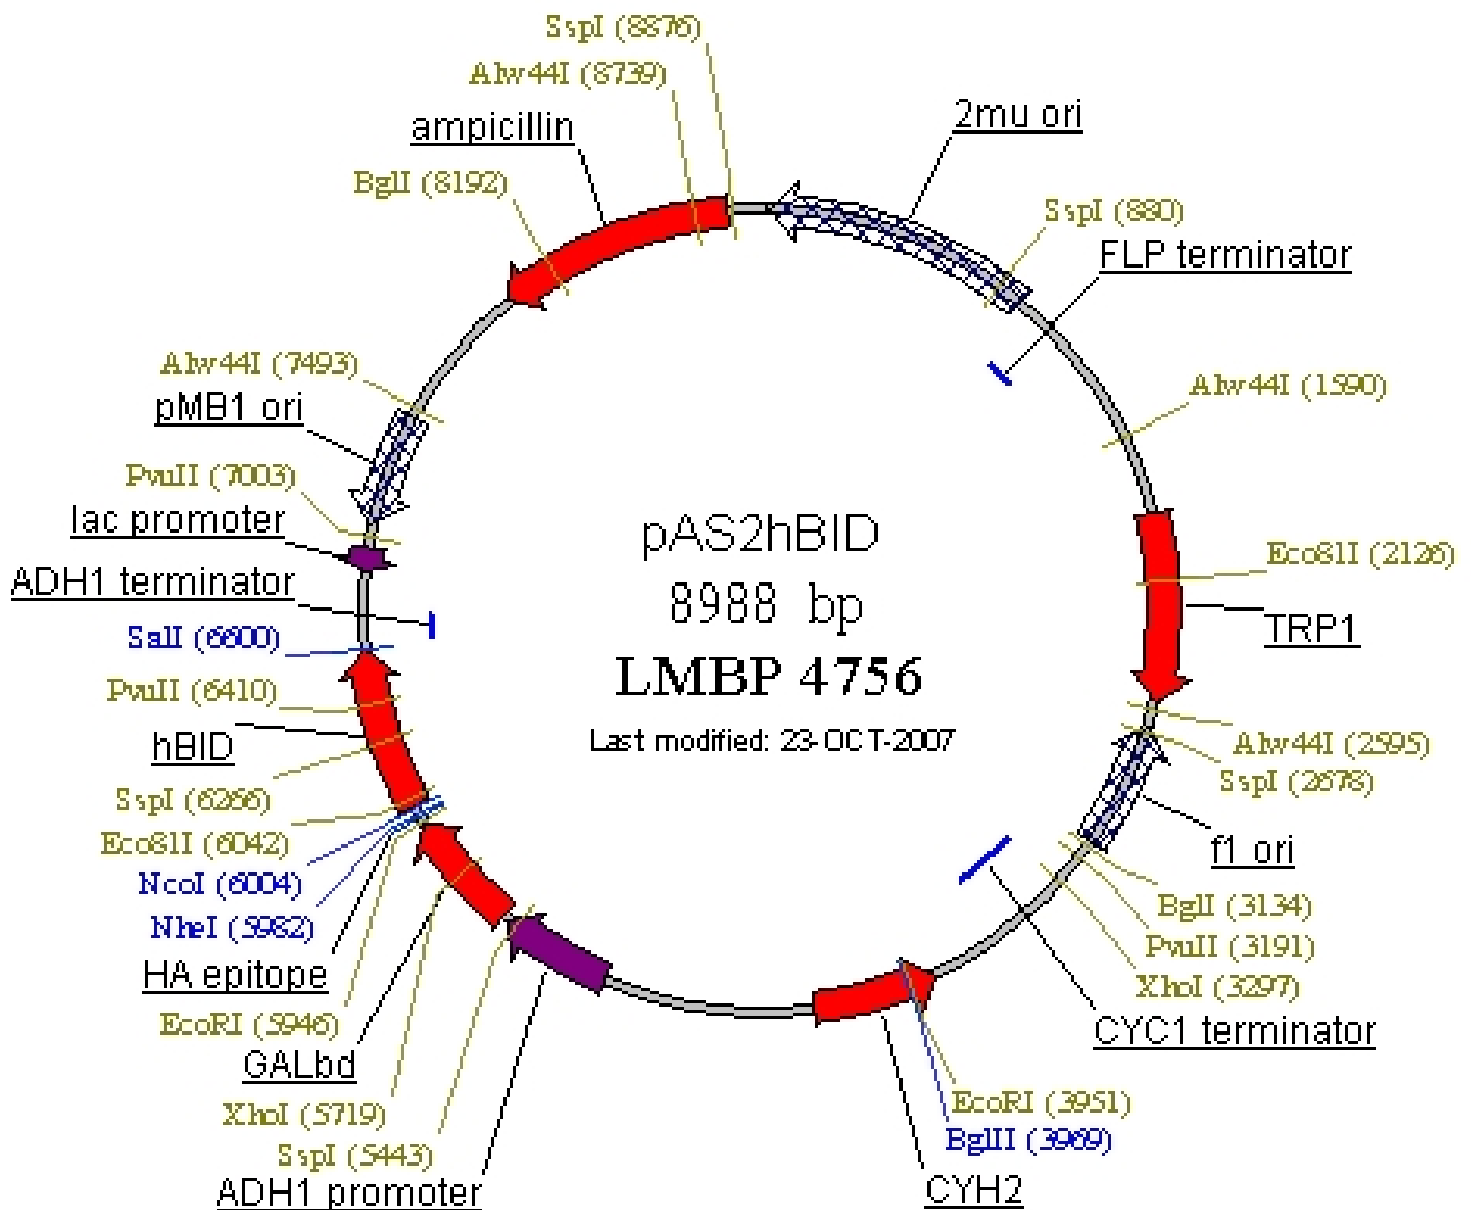 SspI (8876)
Alw44I (8739)
2mu ori
ampicillin
BglI (8192)
SspI (880)
FLP terminator
Alw44I (7493)
Alw44I (1590)
pMB1 ori
PvuII (7003)
lac promoter
pAS2hBID
Eco81I (2126)
ADH1 terminator
8988 bp
TRP1
SalI (6600)
LMBP 4756
PvuII (6410)
Last modified: 23-OCT-2007
hBID
Alw44I (2595)
SspI (2678)
SspI (6266)
Eco81I (6042)
f1 ori
NcoI (6004)
BglI (3134)
NheI (5982)
PvuII (3191)
HA epitope
XhoI (3297)
EcoRI (5946)
CYC1 terminator
GALbd
XhoI (5719)
EcoRI (3951)
BglII (3969)
SspI (5443)
ADH1 promoter
CYH2